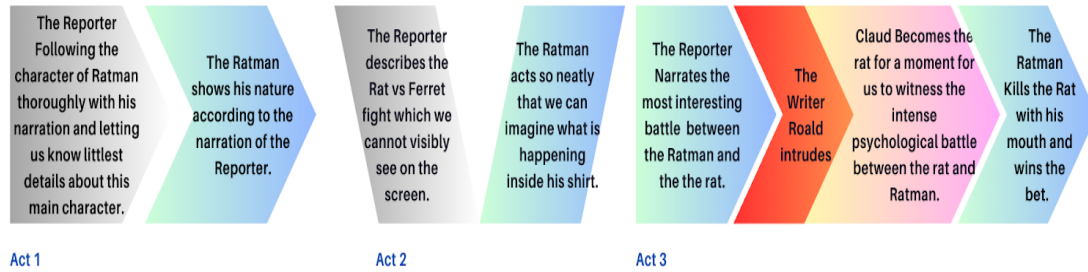 The Reporter
Following the
character of Ratman
thoroughly with his
narration and letting
us know littlest
details about this
main character.
The Ratman
shows his nature
according to the
narration of the
Reporter.
The Reporter
describes the
Rat vs Ferret
fight which we
cannot visibly
see on the
screen.
The Ratman
acts so neatly
that we can
imagine what is
happening
inside his shirt.
The Reporter
Narrates the
most interesting
battle between
the Ratman and
the the rat.
The
Writer
Roald
intrudes
Claud Becomes the
rat for a moment for
us to witness the
intense
psychological battle
between the rat and
Ratman.
The
Ratman
Kills the Rat
with his
mouth and
wins the
bet.
Act 1
Act 2
Act 3